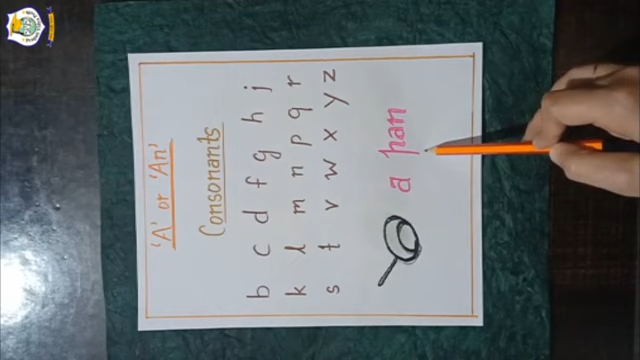 'A' or 'An'
Consonants
b c d f g h j
k l m n p q r
s t v w x y z
a pan